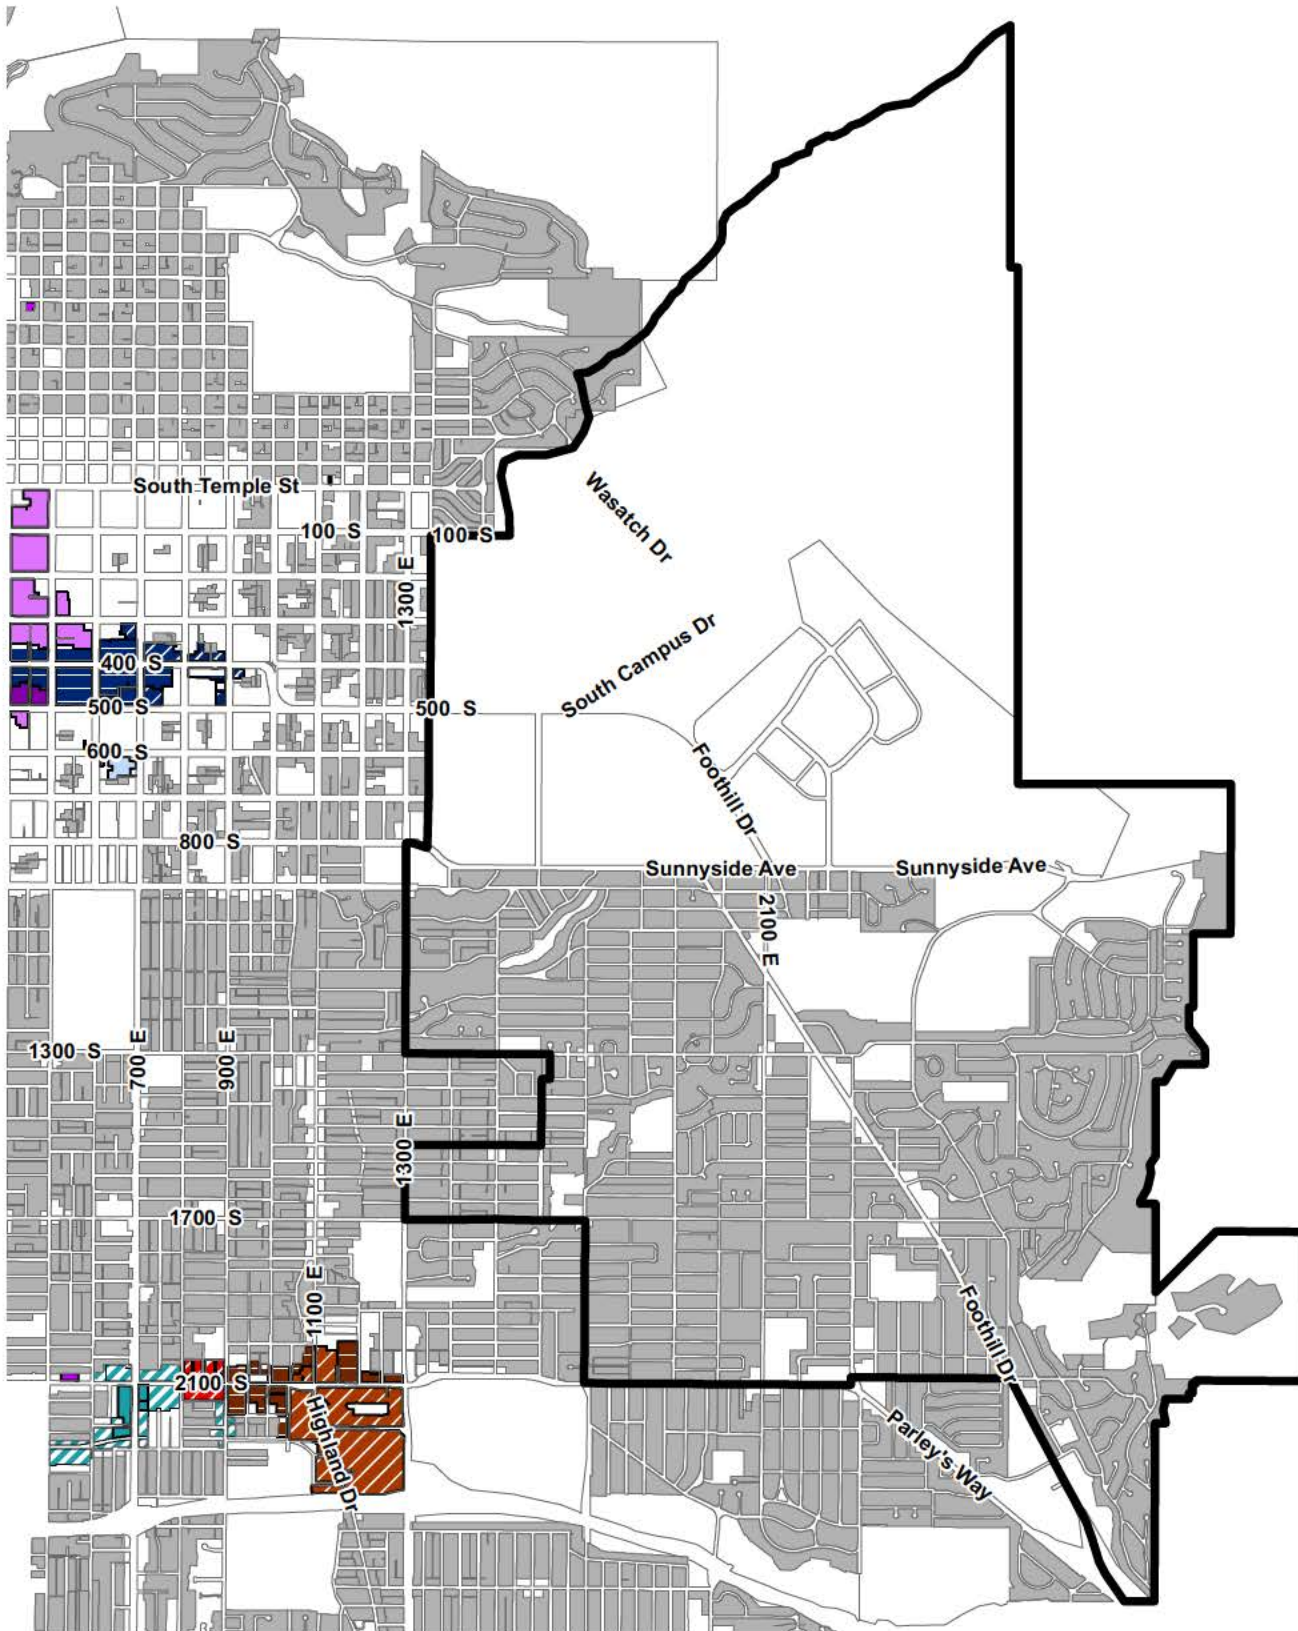 South Temple St
100 S
100 S
Wasatch Dr
1300 E
South Campus Dr
400 S
500 S
500 S
600 S
Foothill Dr
800 S
Sunnyside Ave
Sunnyside Ave
2100 E
1300 S
700 E
900 E
1300 E
1700 S
1100 E
Foothill Dr
2100 S
Highland Dr
Parley's Way